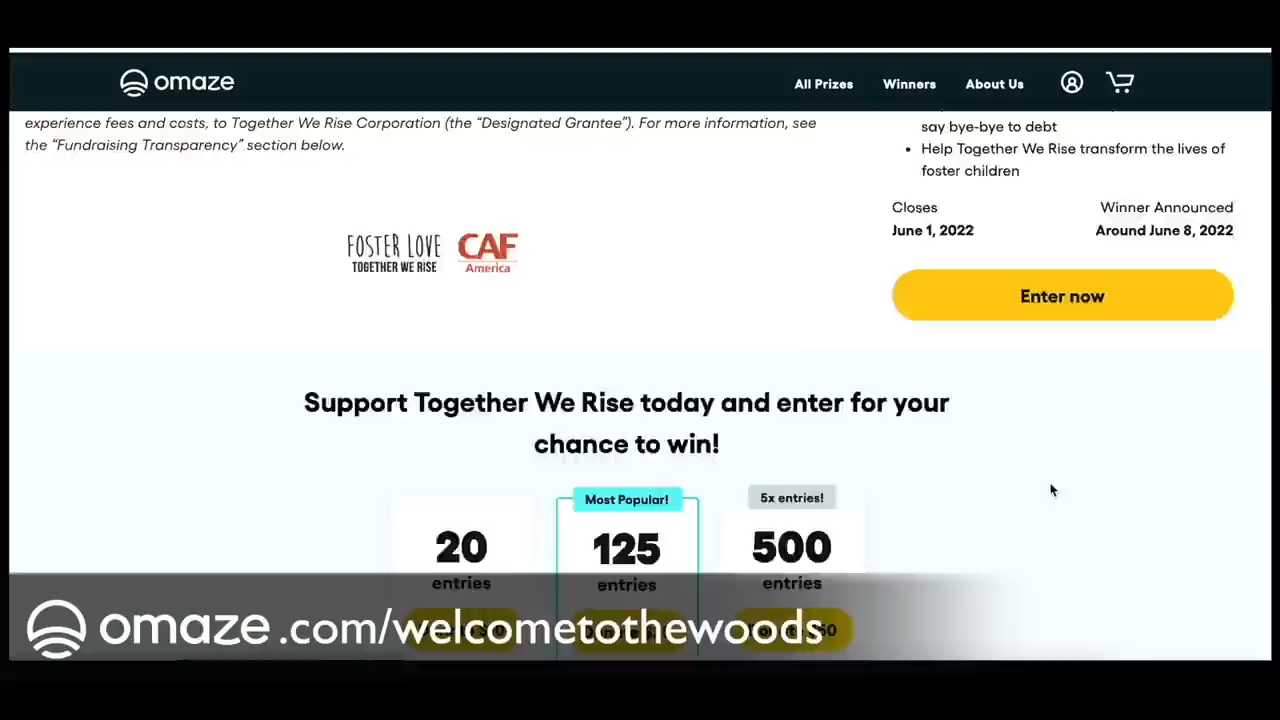 omaze
All Prizes
Winners
About Us
experience fees and costs, to Together We Rise Corporation (the “Designated Grantee”). For more information, see
the “Fundraising Transparency” section below.
say bye-bye to debt
• Help Together We Rise transform the lives of
foster children
Closes
June 1, 2022
Winner Announced
Around June 8, 2022
FOSTER LOVE
TOGETHER WE RISE
CAF
America
Enter now
Support Together We Rise today and enter for your
chance to win!
Most Popular!
5x entries!
20
entries
125
entries
500
entries
omaze.com/welcometothewoods